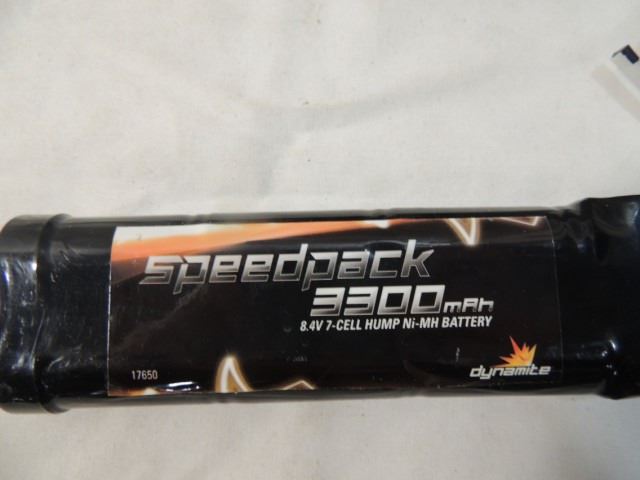 speedpack
3300mAh
8.4V 7-CELL HUMP Ni-MH BATTERY
17650
dynamite